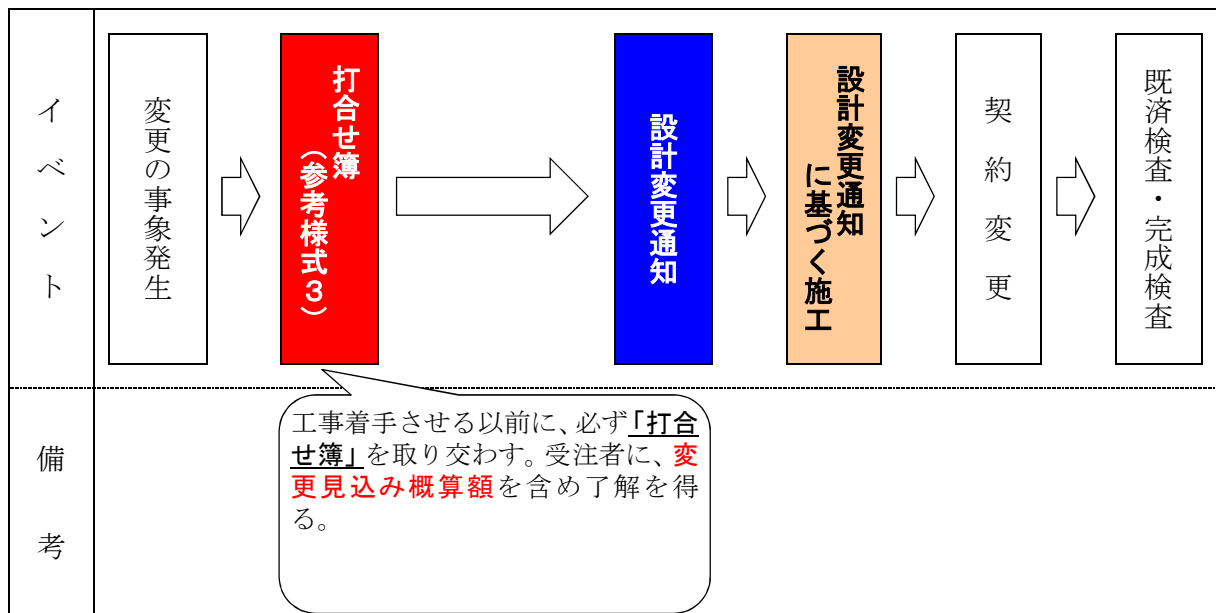 イベント
変更の事象発生
打合せ簿
（参考様式３）
設計変更通知
設計変更通知
に基づく施工
契約変更
既済検査・完成検査
備考
工事着手させる以前に、必ず「打合
せ簿」を取り交わす。受注者に、変
更見込み概算額を含め了解を得
る。